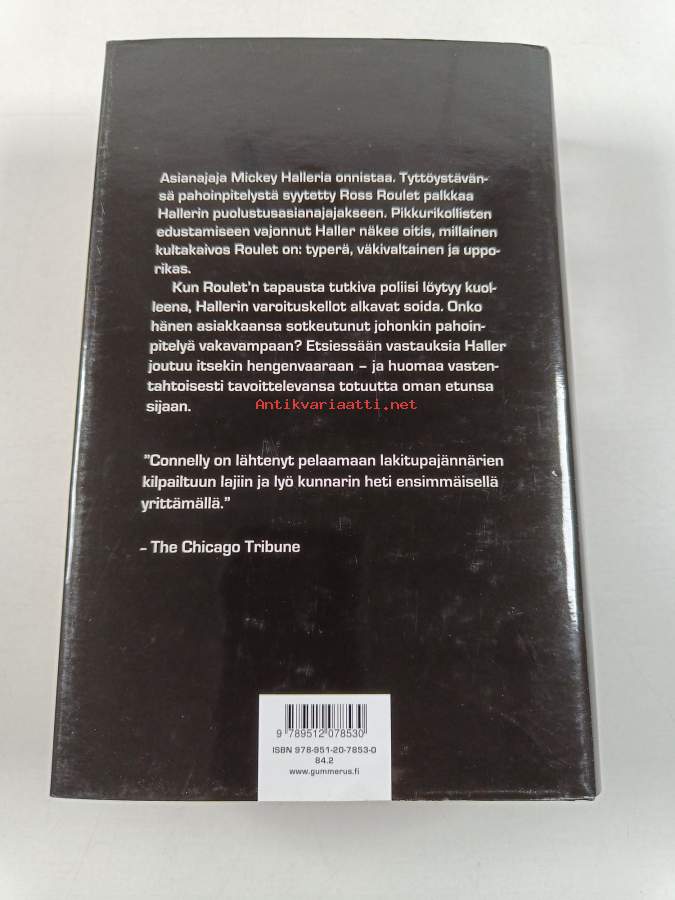 Asianajaja Mickey Halleria onnistaa. Tyttöystävän-
sä pahoinpitelystä syytetty Ross Roulet palkkaa
Hallerin puolustusasianajajakseen. Pikkurikollisten
edustamiseen vajonnut Haller näkee oitis, millainen
kultakaivos Roulet on: typerä, väkivaltainen ja uppo-
rikas.
Kun Roulet'n tapausta tutkiva poliisi löytyy kuol-
leena, Hallerin varoituskellot alkavat soida. Onko
hänen asiakkaansa sotkeutunut johonkin pahoin-
pitelyä vakavampaan? Etsiessään vastauksia Haller
joutuu itsekin hengenvaaraan – ja huomaa vasten-
tahtoisesti tavoittelevansa totuutta oman etunsa
sijaan.
Antikvariaatti.net
"Connelly on lähtenyt pelaamaan lakitupajännärien
kilpailtuun lajiin ja lyö kunnarin heti ensimmäisellä
yrittämällä."
– The Chicago Tribune
9 789512 078530
ISBN 978-951-20-7853-0
84.2
www.gummerus.fi